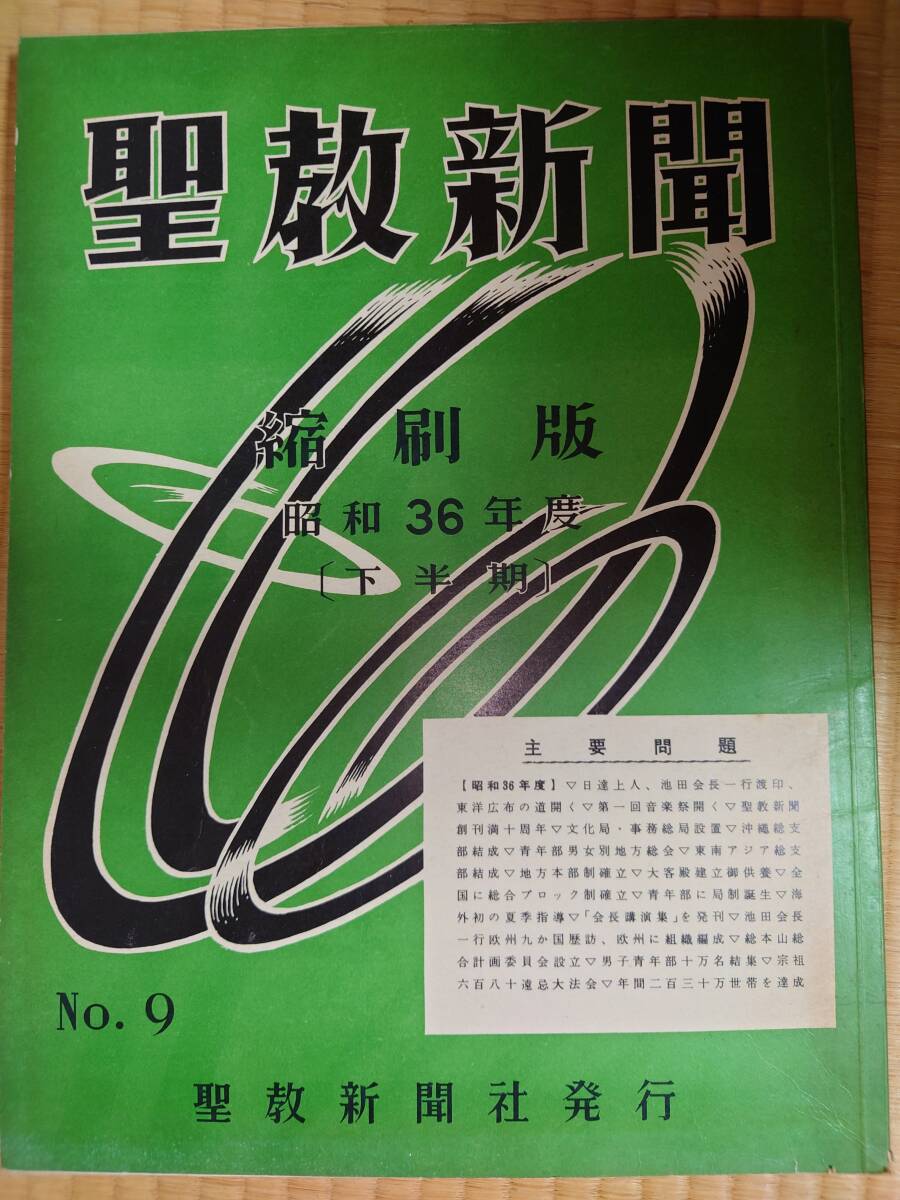 聖教新聞
縮刷版
昭和36年度
〔下半期〕
主要問題
【昭和36年度】▽日達上人、池田会長一行渡印、
東洋広布の道開く▽第一回音楽祭開く▽聖教新聞
創刊満十周年▽文化局・事務総局設置▽沖縄総支
部結成▽青年部男女別地方総会▽東南アジア総支
部結成▽地方本部制確立▽大客殿建立御供養▽全
国に総合ブロック制確立▽青年部に局制誕生▽海
外初の夏季指導▽「会長講演集」を発刊▽池田会長
一行欧州九か国歴訪、欧州に組織編成▽総本山総
合計画委員会設立▽男子青年部十万名結集▽宗祖
六百八十遠忌大法会▽年間二百三十万世帯を達成
No. 9
聖教新聞社発行